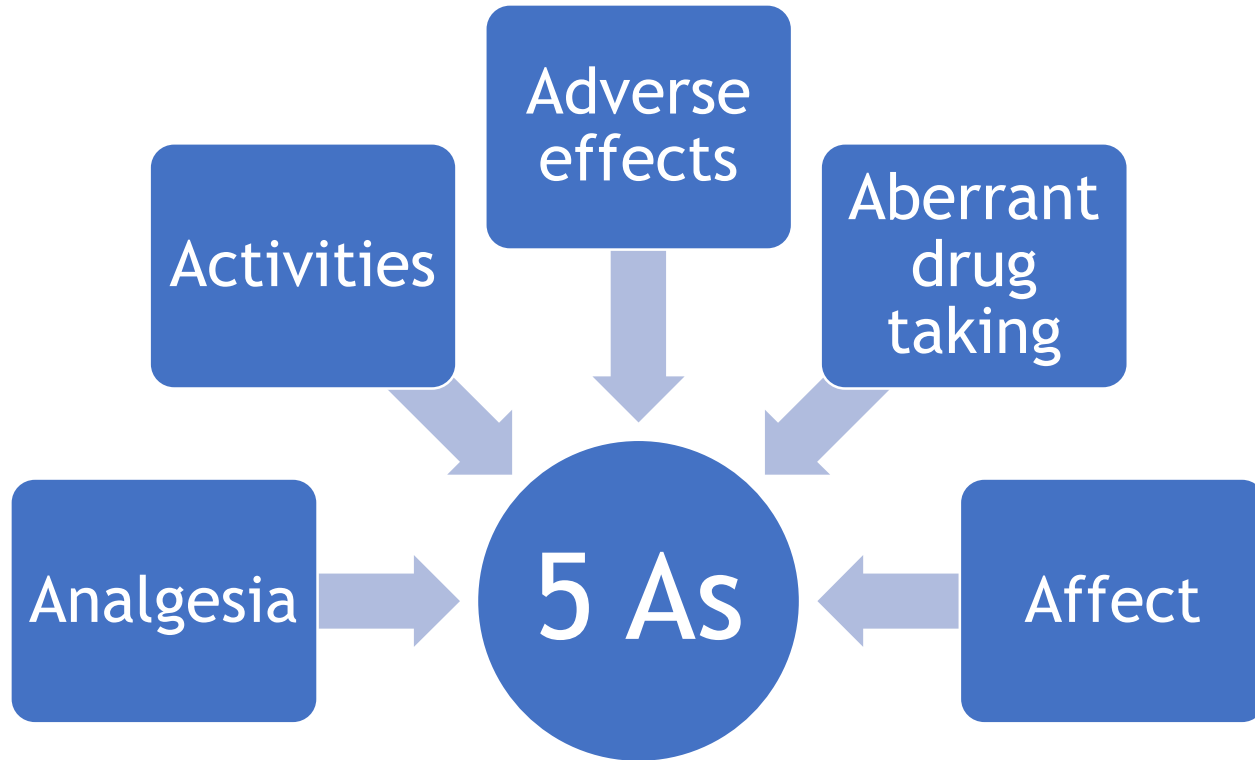 Adverse
effects
Activities
Aberrant
drug
taking
Analgesia
5 As
Affect